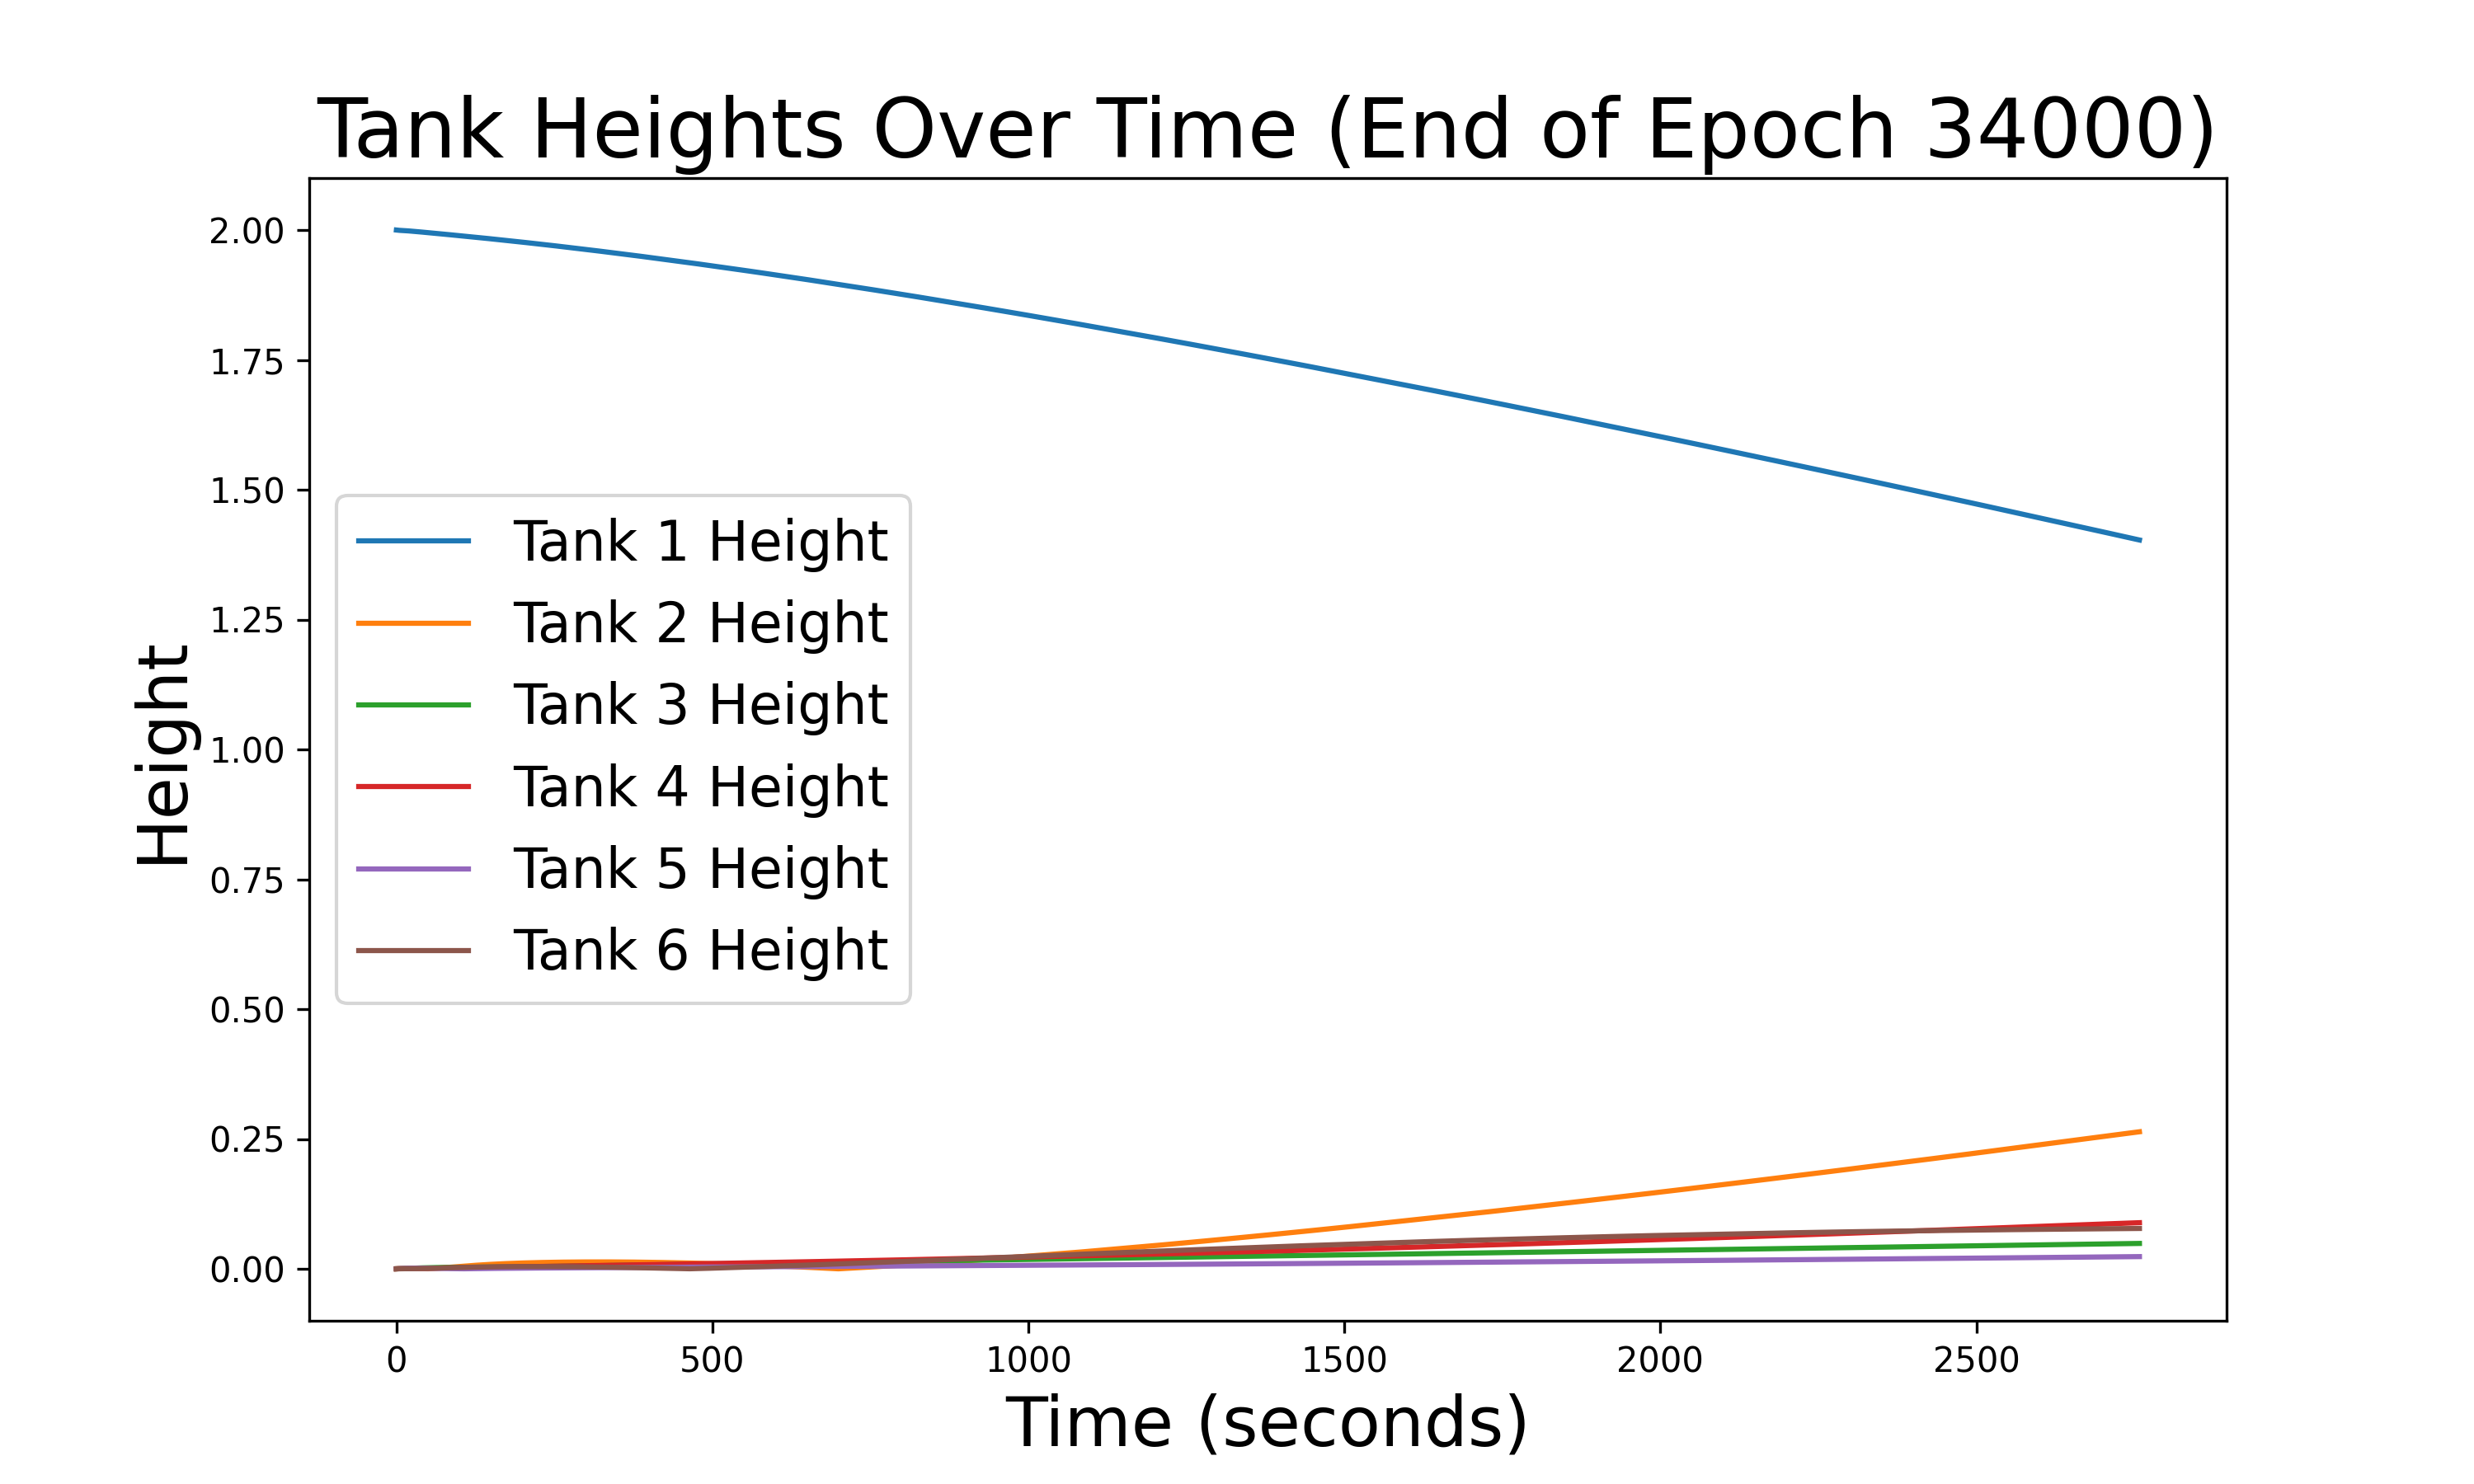 Tank Heights Over Time (End of Epoch 34000)
Height
2.00
1.75
1.50
1.25
1.00
0.75
0.50
0.25
0.00
Tank 1 Height
Tank 2 Height
Tank 3 Height
Tank 4 Height
Tank 5 Height
Tank 6 Height
0 500 1000 1500 2000 2500
Time (seconds)